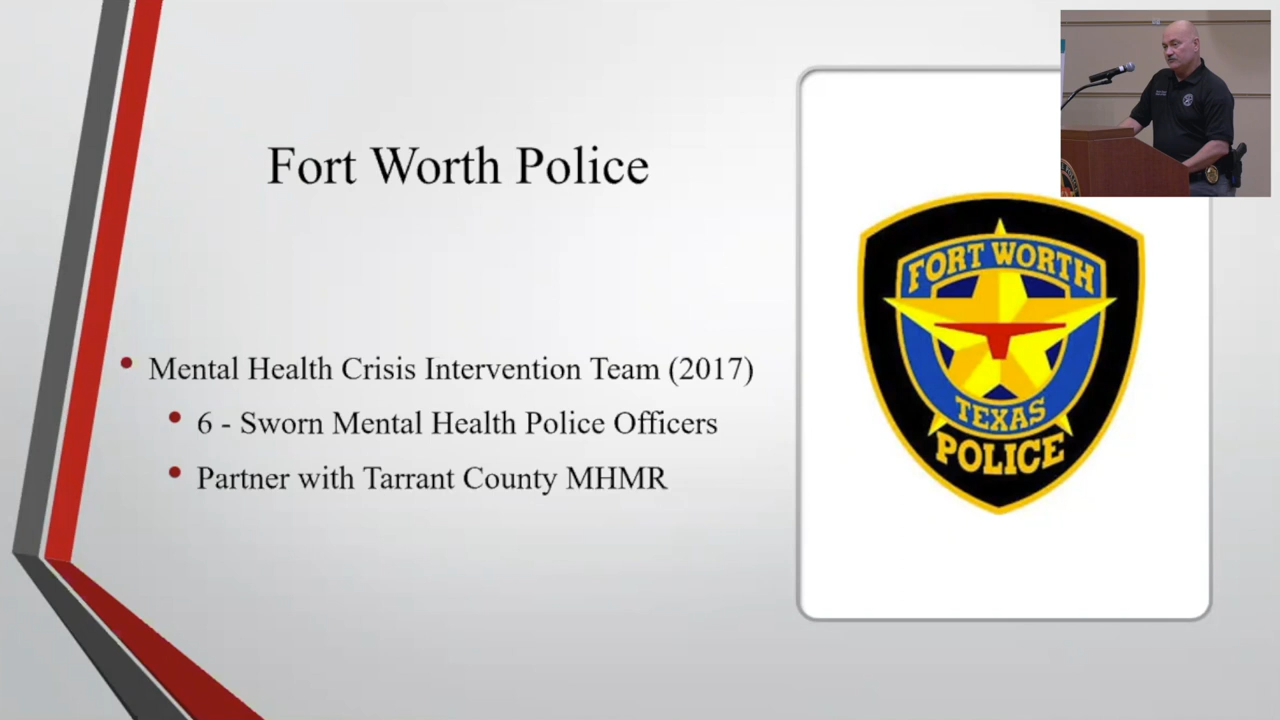 Fort Worth Police
• Mental Health Crisis Intervention Team (2017)
• 6 - Sworn Mental Health Police Officers
• Partner with Tarrant County MHMR
FORT WORTH
TEXAS
POLICE